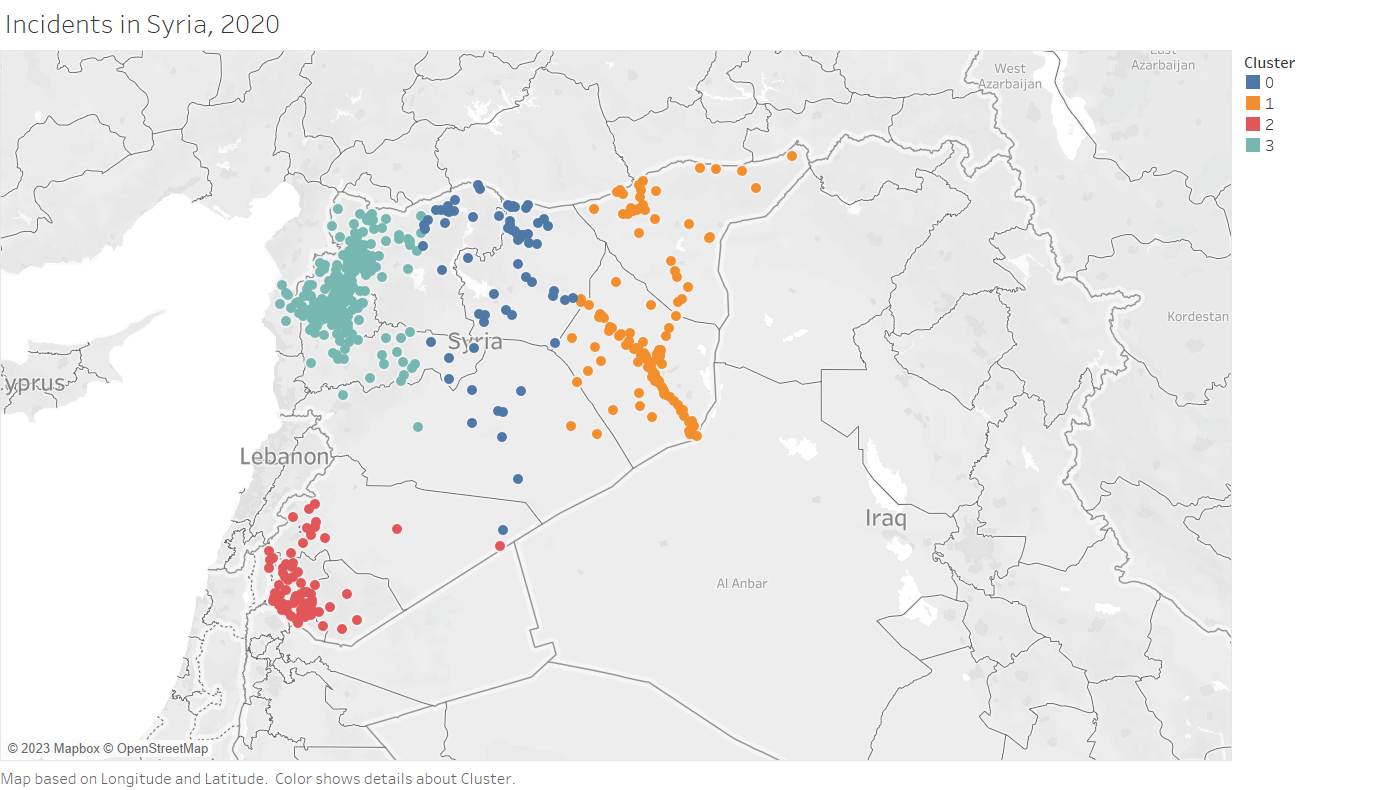 Incidents in Syria, 2020
East
Azarbaijan
West
Azarbaijan
Cluster
0
1
2
3
Kordestan
Syria
yprus
Lebanon
Iraq
Al Anbar
© 2023 Mapbox © OpenStreetMap
Map based on Longitude and Latitude. Color shows details about Cluster.